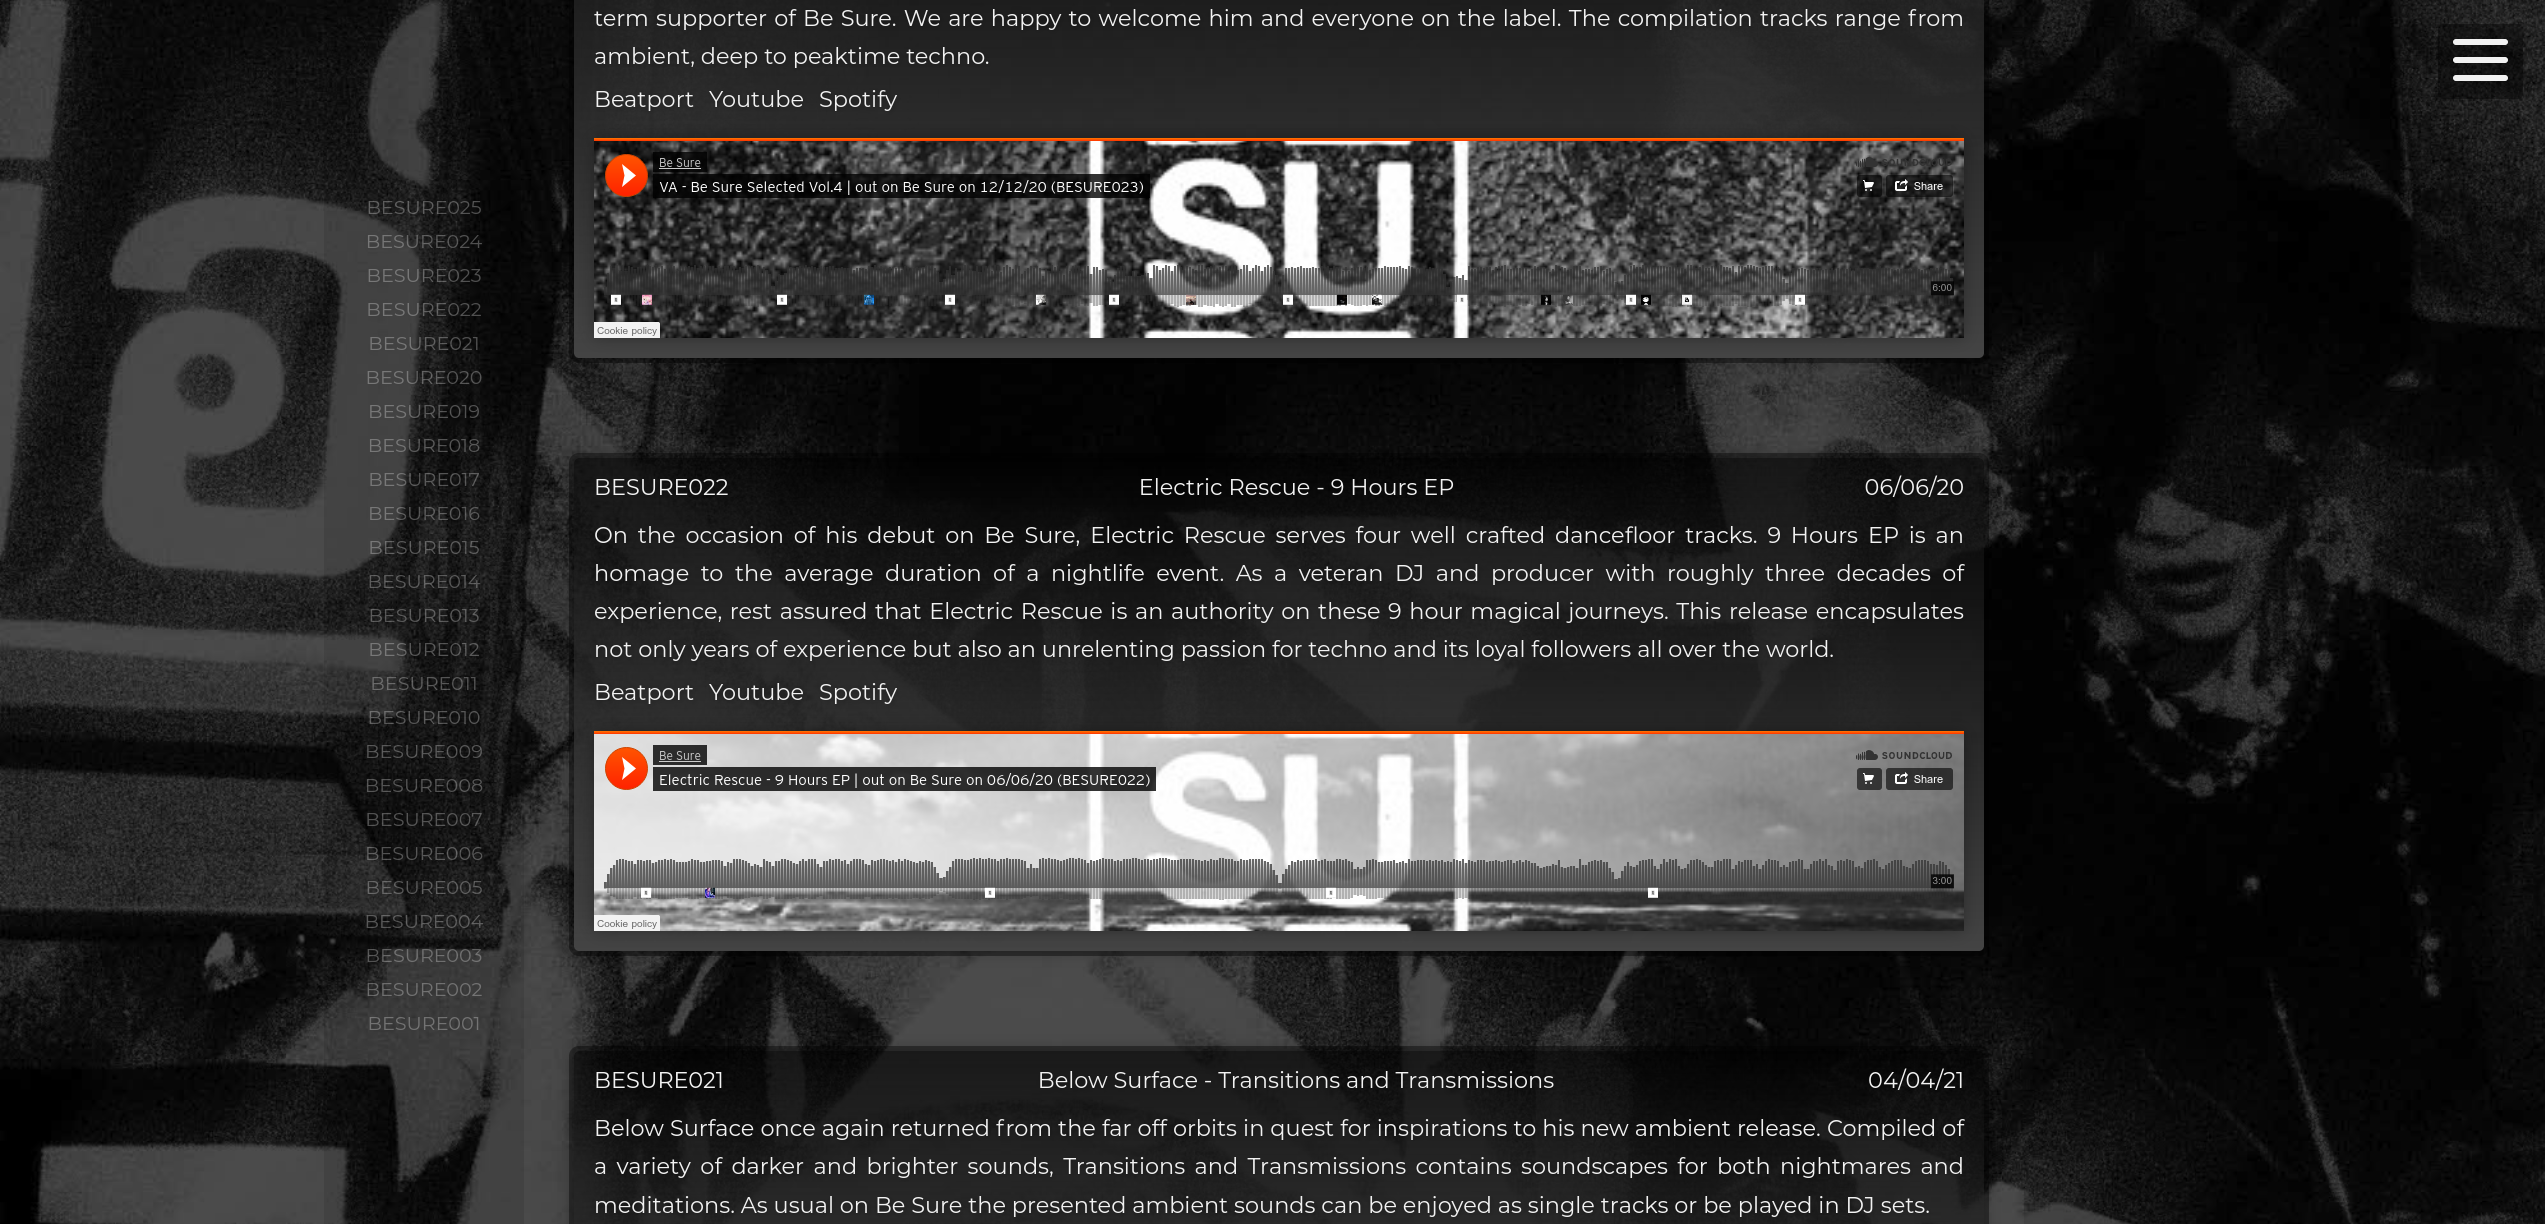 term supporter of Be Sure. We are happy to welcome him and everyone on the label. The compilation tracks range from
ambient, deep to peaktime techno.
Beatport Youtube Spotify
Be Sure
VA - Be Sure Selected Vol.4 | out on Be Sure on 12/12/20 (BESURE023)
SOUNDCLOUD
Share
SU
6:00
Cookie policy
BESURE025
BESURE024
BESURE023
BESURE022
BESURE021
BESURE020
BESURE019
BESURE018
BESURE017
BESURE016
BESURE015
BESURE014
BESURE013
BESURE012
BESURE011
BESURE010
BESURE009
BESURE008
BESURE007
BESURE006
BESURE005
BESURE004
BESURE003
BESURE002
BESURE001
BESURE022 Electric Rescue - 9 Hours EP 06/06/20
On the occasion of his debut on Be Sure, Electric Rescue serves four well crafted dancefloor tracks. 9 Hours EP is an
homage to the average duration of a nightlife event. As a veteran DJ and producer with roughly three decades of
experience, rest assured that Electric Rescue is an authority on these 9 hour magical journeys. This release encapsulates
not only years of experience but also an unrelenting passion for techno and its loyal followers all over the world.
Beatport Youtube Spotify
Be Sure
Electric Rescue - 9 Hours EP | out on Be Sure on 06/06/20 (BESURE022)
SOUNDCLOUD
Share
SU
3:00
Cookie policy
BESURE021 Below Surface - Transitions and Transmissions 04/04/21
Below Surface once again returned from the far off orbits in quest for inspirations to his new ambient release. Compiled of
a variety of darker and brighter sounds, Transitions and Transmissions contains soundscapes for both nightmares and
meditations. As usual on Be Sure the presented ambient sounds can be enjoyed as single tracks or be played in DJ sets.